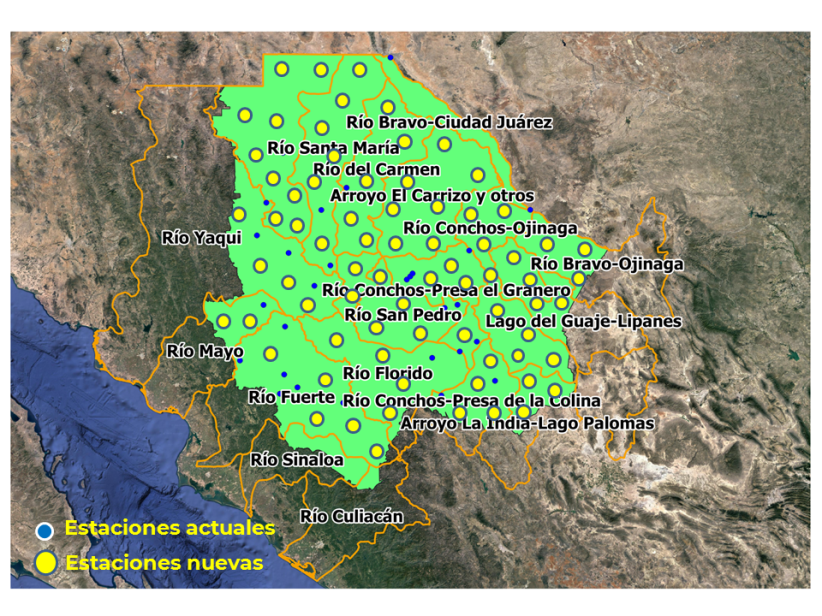 Río Bravo-Ciudad Juárez
Río Santa María
Río del Carmen
Arroyo El Carrizo y otros
Río Conchos-Ojinaga
Río Yaqui
Río Bravo-Ojinaga
Río Conchos-Presa el Granero
Río San Pedro
Lago del Guaje-Lipanes
Río Mayo
Río Florido
Río Fuerte
Río Conchos-Presa de la Colina
Arroyo La India-Lago Palomas
Río Sinaloa
Río Culiacán
Estaciones actuales
Estaciones nuevas